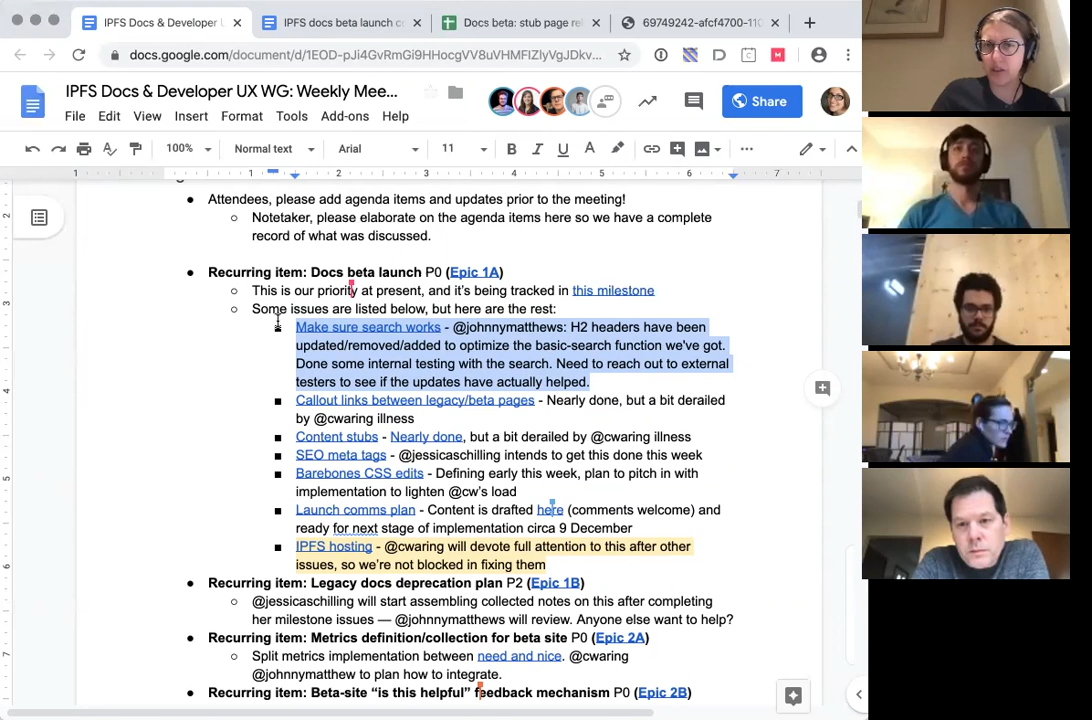 IPFS Docs & Developer U
IPFS docs beta launch c
Docs beta: stub page re
69749242-afcf4700-11
docs.google.com/document/d/1EOD-pJi4GvRmGi9HHocgVV8uVHMFIZlyVgJDkv...
IPFS Docs & Developer UX WG: Weekly Mee...
File Edit View Insert Format Tools Add-ons Help
Share
100% Normal text Arial 11
1 1 2 3 4 5 6 7
2
3
4
5
6
7
Attendees, please add agenda items and updates prior to the meeting!
Notetaker, please elaborate on the agenda items here so we have a complete
record of what was discussed.
Recurring item: Docs beta launch P0 (Epic 1A)
This is our priority at present, and it's being tracked in this milestone
Some issues are listed below, but here are the rest:
Make sure search works - @johnnymatthews: H2 headers have been
updated/removed/added to optimize the basic-search function we've got.
Done some internal testing with the search. Need to reach out to external
testers to see if the updates have actually helped.
Callout links between legacy/beta pages - Nearly done, but a bit derailed
by @cwaring illness
Content stubs - Nearly done, but a bit derailed by @cwaring illness
SEO meta tags - @jessicaschilling intends to get this done this week
Barebones CSS edits - Defining early this week, plan to pitch in with
implementation to lighten @cw's load
Launch comms plan - Content is drafted here (comments welcome) and
ready for next stage of implementation circa 9 December
IPFS hosting - @cwaring will devote full attention to this after other
issues, so we're not blocked in fixing them
Recurring item: Legacy docs deprecation plan P2 (Epic 1B)
@jessicaschilling will start assembling collected notes on this after completing
her milestone issues — @johnnymatthews will review. Anyone else want to help?
Recurring item: Metrics definition/collection for beta site P0 (Epic 2A)
Split metrics implementation between need and nice. @cwaring
@johnnymatthew to plan how to integrate.
Recurring item: Beta-site “is this helpful” feedback mechanism P0 (Epic 2B)